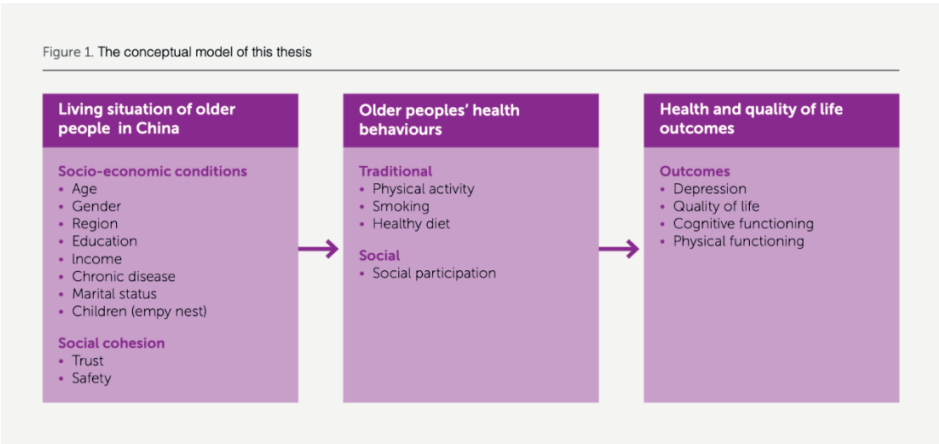 Figure 1. The conceptual model of this thesis
Living situation of older
people in China
Socio-economic conditions
• Age
• Gender
• Region
• Education
• Income
• Chronic disease
• Marital status
• Children (empy nest)
Social cohesion
• Trust
• Safety
Older peoples' health
behaviours
Traditional
• Physical activity
• Smoking
• Healthy diet
Social
• Social participation
Health and quality of life
outcomes
Outcomes
• Depression
• Quality of life
• Cognitive functioning
• Physical functioning